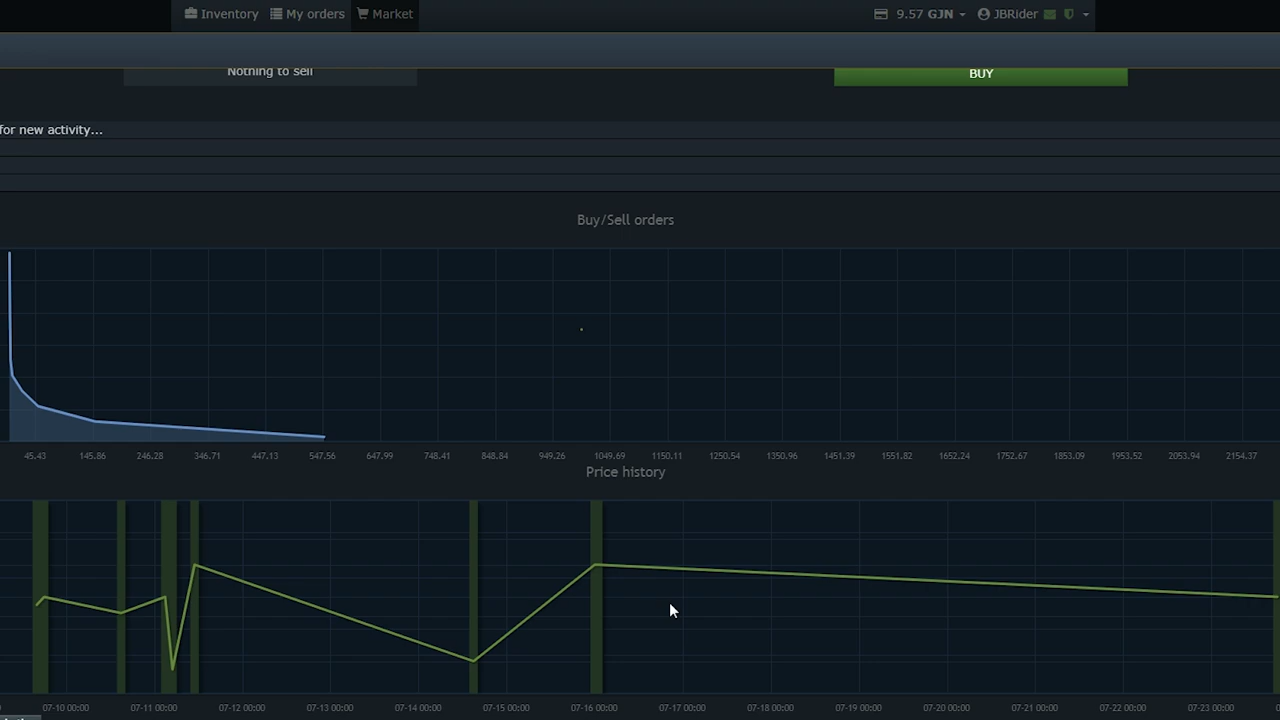 Inventory My orders Market 9.57 GJN JBRider
Nothing to sell BUY
for new activity...
Buy/Sell orders
45.43 145.86 246.28 346.71 447.13 547.56 647.99 748.41 848.84 949.26 1049.69 1150.11 1250.54 1350.96 1451.39 1551.82 1652.24 1752.67 1853.09 1953.52 2053.94 2154.37
Price history
07-10 00:00 07-11 00:00 07-12 00:00 07-13 00:00 07-14 00:00 07-15 00:00 07-16 00:00 07-17 00:00 07-18 00:00 07-19 00:00 07-20 00:00 07-21 00:00 07-22 00:00 07-23 00:00